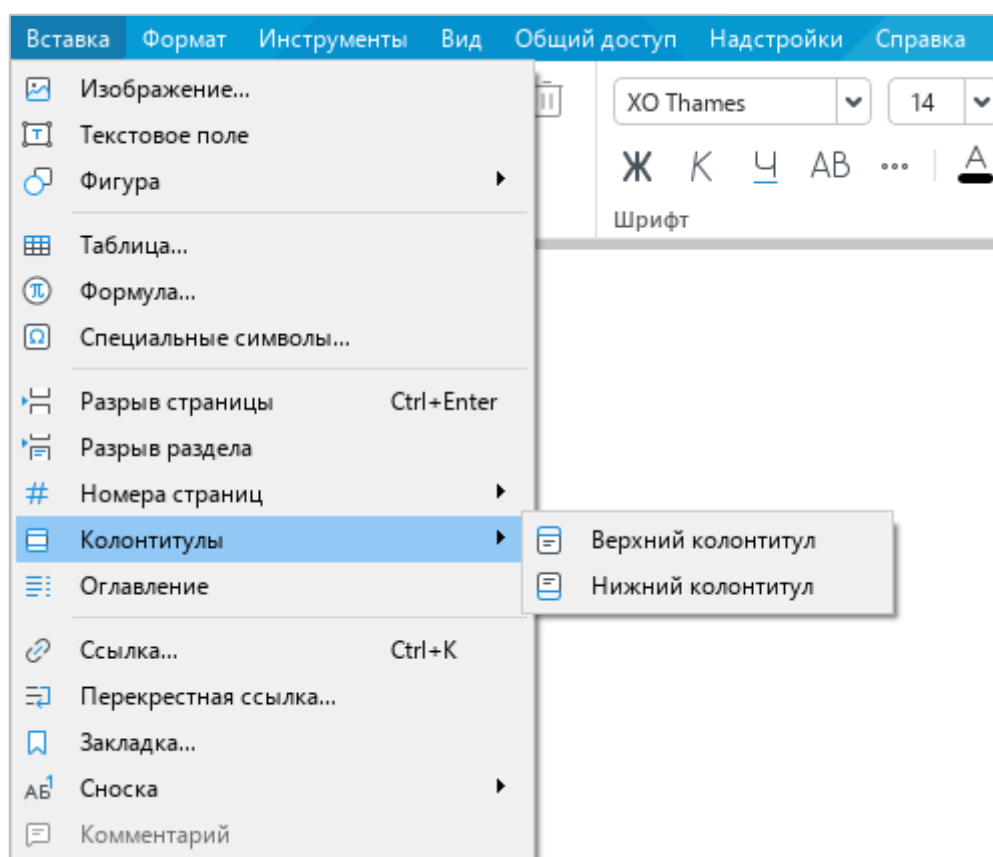 Вставка Формат Инструменты Вид Общий доступ Надстройки Справка
Изображение...
XO Thames 14
Текстовое поле
Ж К Ч АВ ... А
Фигура
Шрифт
Таблица...
Формула...
Специальные символы...
Разрыв страницы Ctrl+Enter
Разрыв раздела
# Номера страниц
Колонтитулы Верхний колонтитул
Оглавление Нижний колонтитул
Ссылка... Ctrl+K
Перекрестная ссылка...
Закладка...
АБ1 Сноска
Комментарий